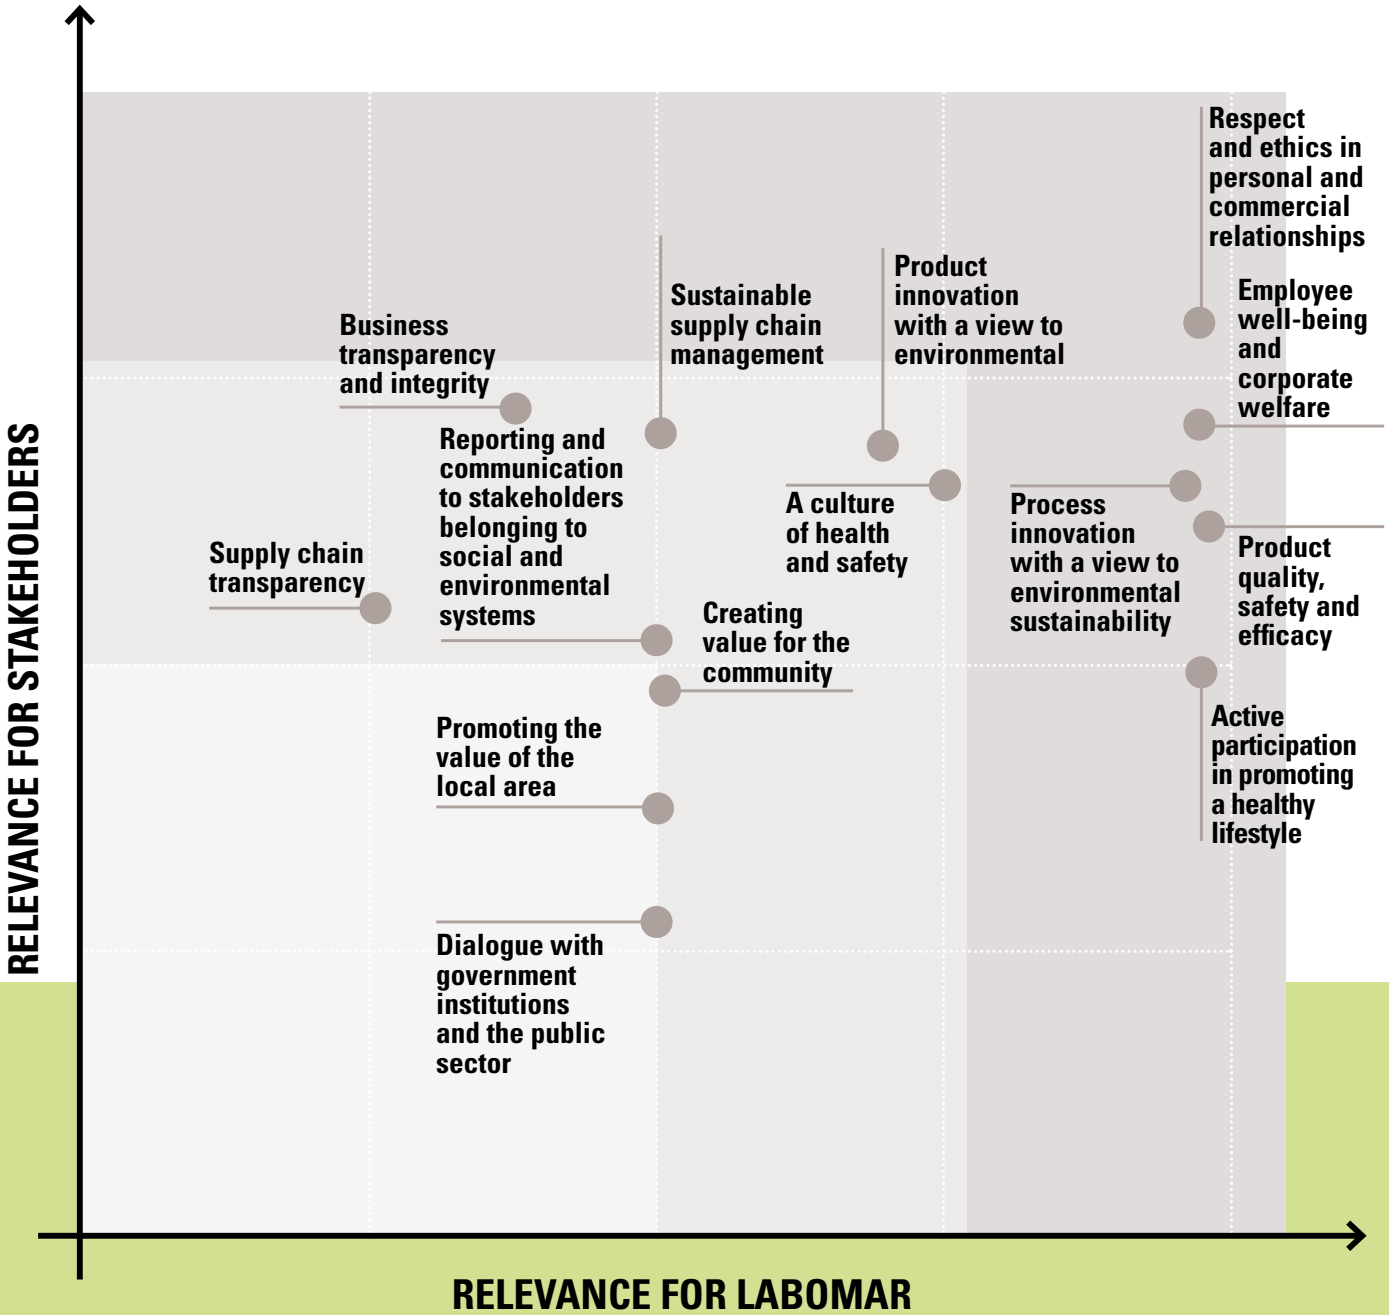 Respect
and ethics in
personal and
commercial
relationships
Product
innovation
with a view to
environmental
Employee
well-being
and
corporate
welfare
Sustainable
supply chain
management
Business
transparency
and integrity
Reporting and
communication
to stakeholders
belonging to
social and
environmental
systems
A culture
of health
and safety
Process
innovation
with a view to
environmental
sustainability
Product
quality,
safety and
efficacy
Supply chain
transparency
Creating
value for the
community
Promoting the
value of the
local area
Active
participation
in promoting
a healthy
lifestyle
Dialogue with
government
institutions
and the public
sector
RELEVANCE FOR STAKEHOLDERS
RELEVANCE FOR LABOMAR